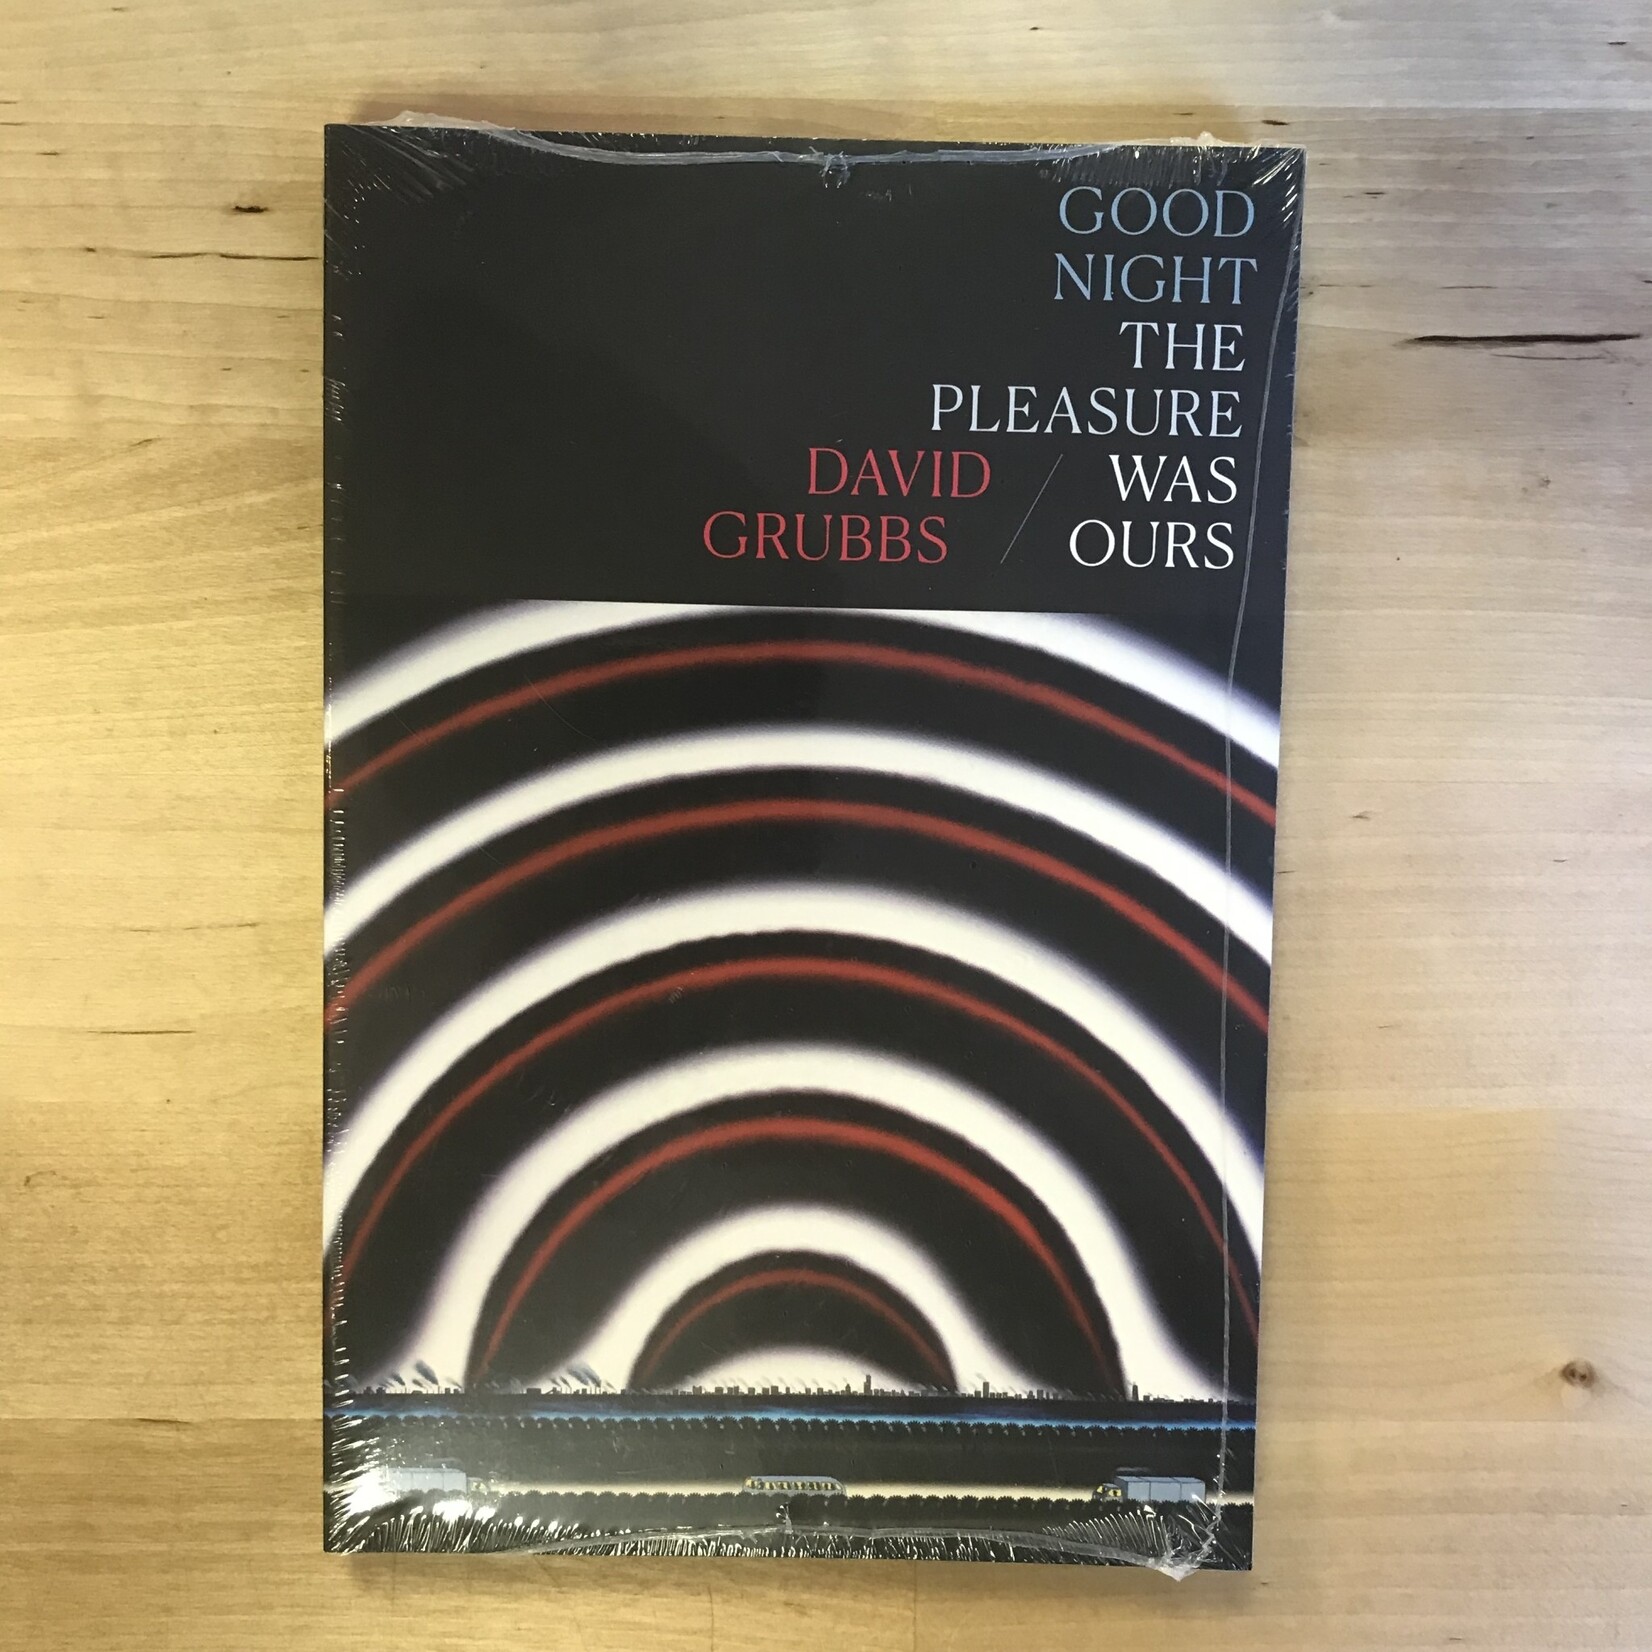 GOOD
NIGHT
THE
PLEASURE
WAS
OURS
DAVID
GRUBBS